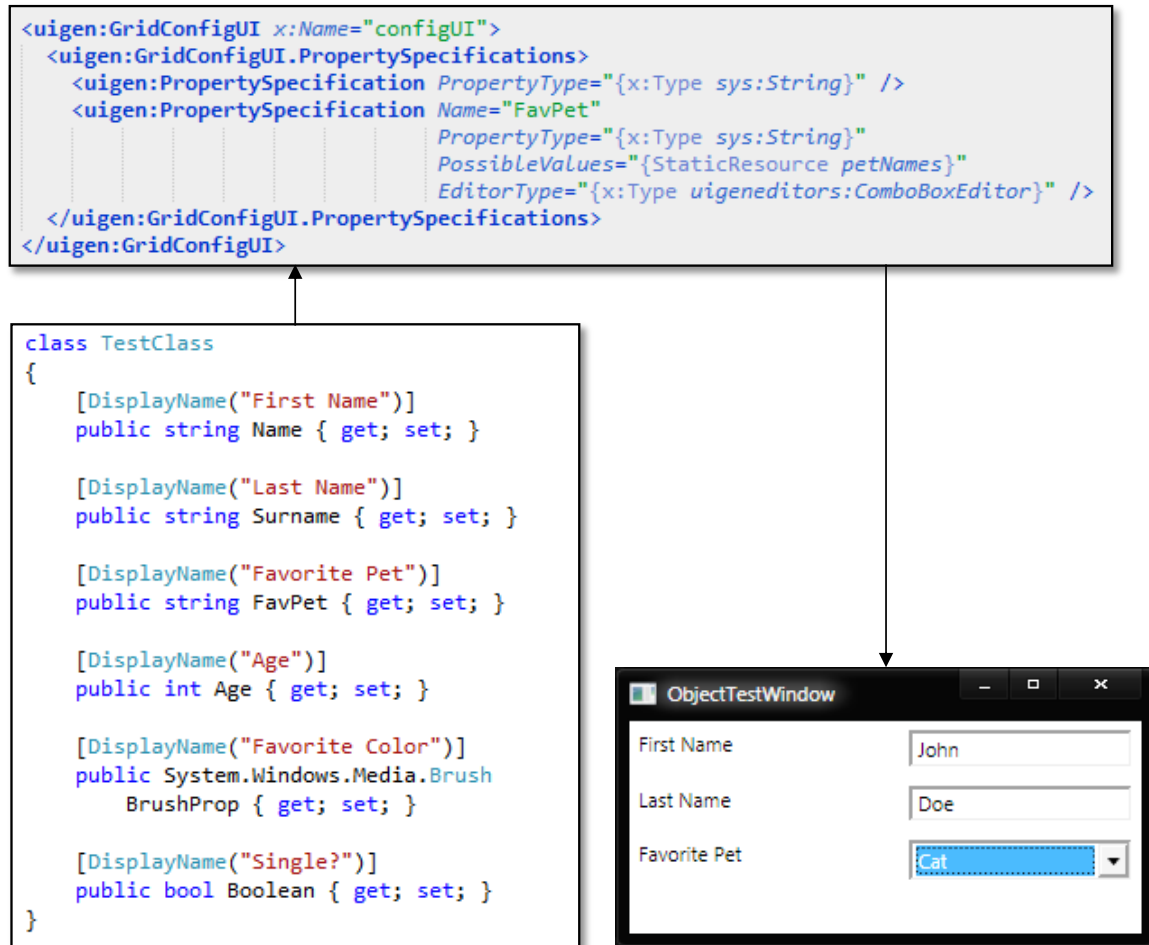 <uigen:GridConfigUI x:Name="configUI">
  <uigen:GridConfigUI.PropertySpecifications>
    <uigen:PropertySpecification PropertyType="{x:Type sys:String}" />
    <uigen:PropertySpecification Name="FavPet"
                                 PropertyType="{x:Type sys:String}"
                                 PossibleValues="{StaticResource petNames}"
                                 EditorType="{x:Type uigeneditors:ComboBoxEditor}" />
  </uigen:GridConfigUI.PropertySpecifications>
</uigen:GridConfigUI>
class TestClass
{
    [DisplayName("First Name")]
    public string Name { get; set; }
    [DisplayName("Last Name")]
    public string Surname { get; set; }
    [DisplayName("Favorite Pet")]
    public string FavPet { get; set; }
    [DisplayName("Age")]
    public int Age { get; set; }
    [DisplayName("Favorite Color")]
    public System.Windows.Media.Brush
        BrushProp { get; set; }
    [DisplayName("Single?")]
    public bool Boolean { get; set; }
}
ObjectTestWindow
First Name John
Last Name Doe
Favorite Pet Cat